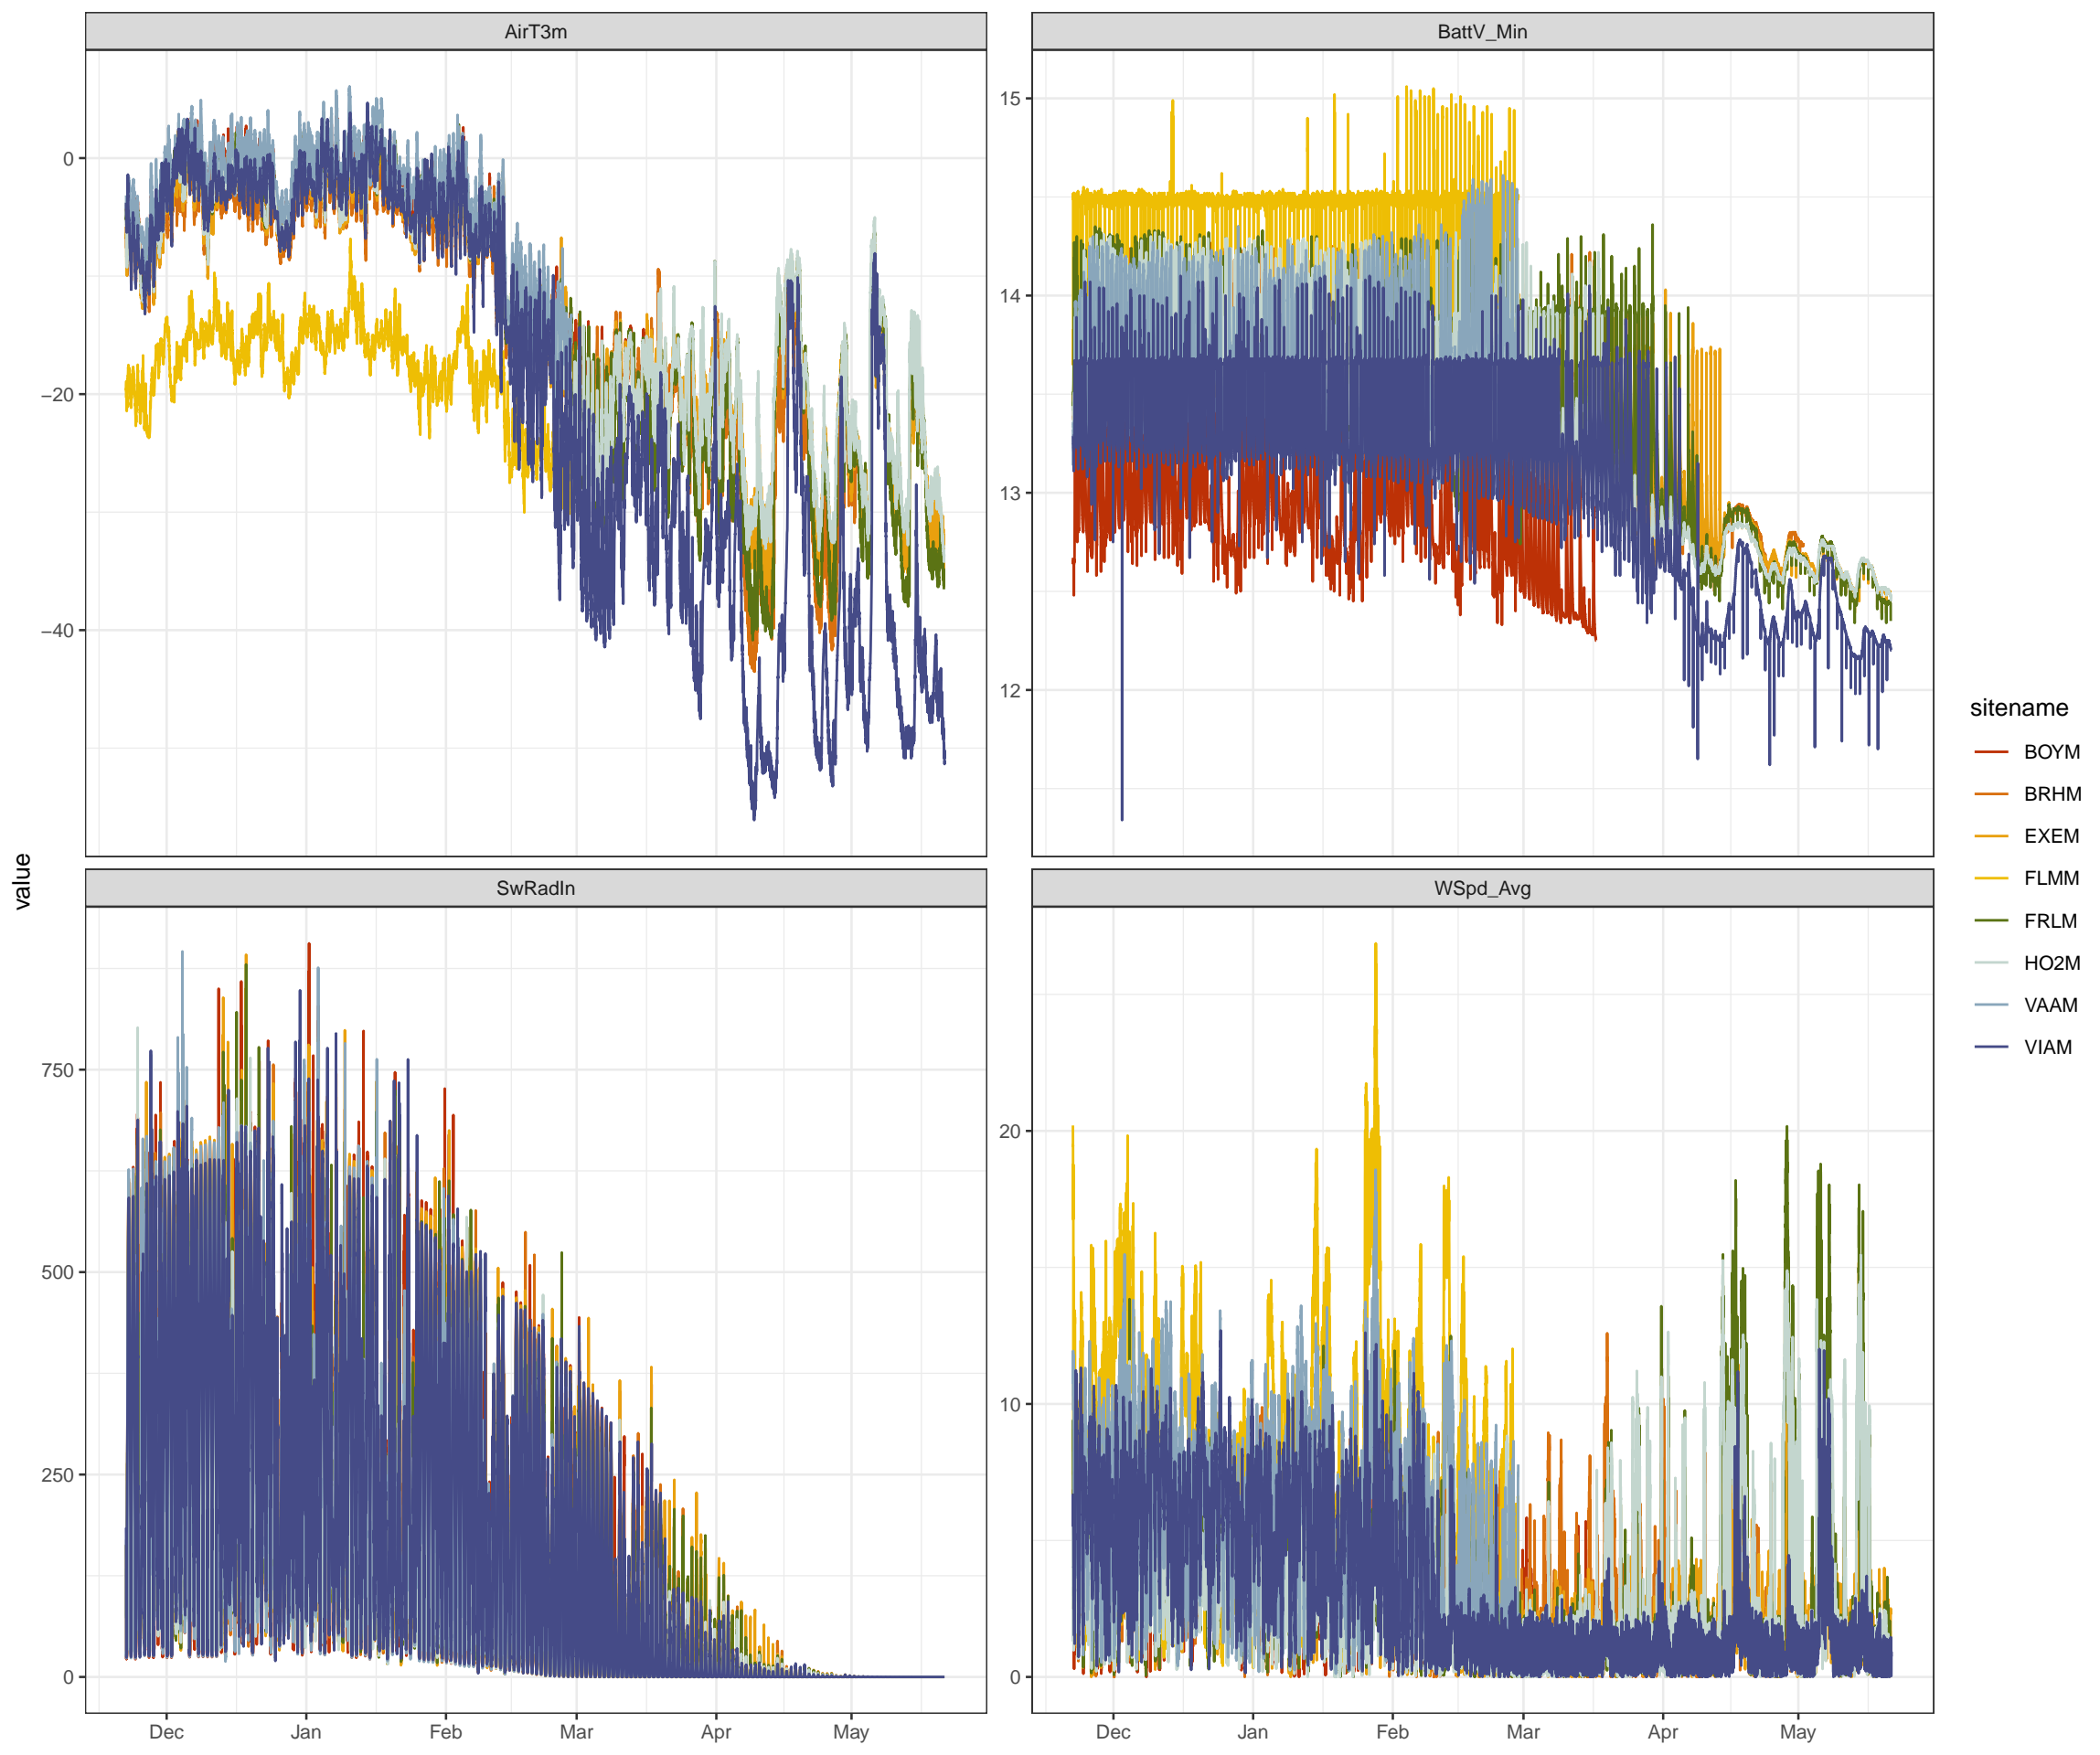 AirT3m
BattV_Min
0
−20
−40
15
14
13
12
SwRadIn
WSpd_Avg
750
500
250
0
20
10
0
Dec Jan Feb Mar Apr May
Dec Jan Feb Mar Apr May
value
sitename
BOYM
BRHM
EXEM
FLMM
FRLM
HO2M
VAAM
VIAM